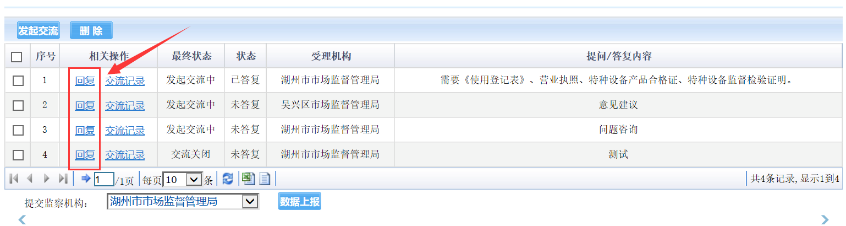 发起交流 删 除
序号 相关操作 最终状态 状态 受理机构 提问/答复内容
1 回复 交流记录 发起交流中 已答复 湖州市市场监督管理局 需要《使用登记表》、营业执照、特种设备产品合格证、特种设备监督检验证明。
2 回复 交流记录 发起交流中 未答复 吴兴区市场监督管理局 意见建议
3 回复 交流记录 发起交流中 未答复 湖州市市场监督管理局 问题咨询
4 回复 交流记录 交流关闭 未答复 湖州市市场监督管理局 测试
1 /1页 每页 10 条 共4条记录,显示1到4
提交监察机构: 湖州市市场监督管理局 数据上报